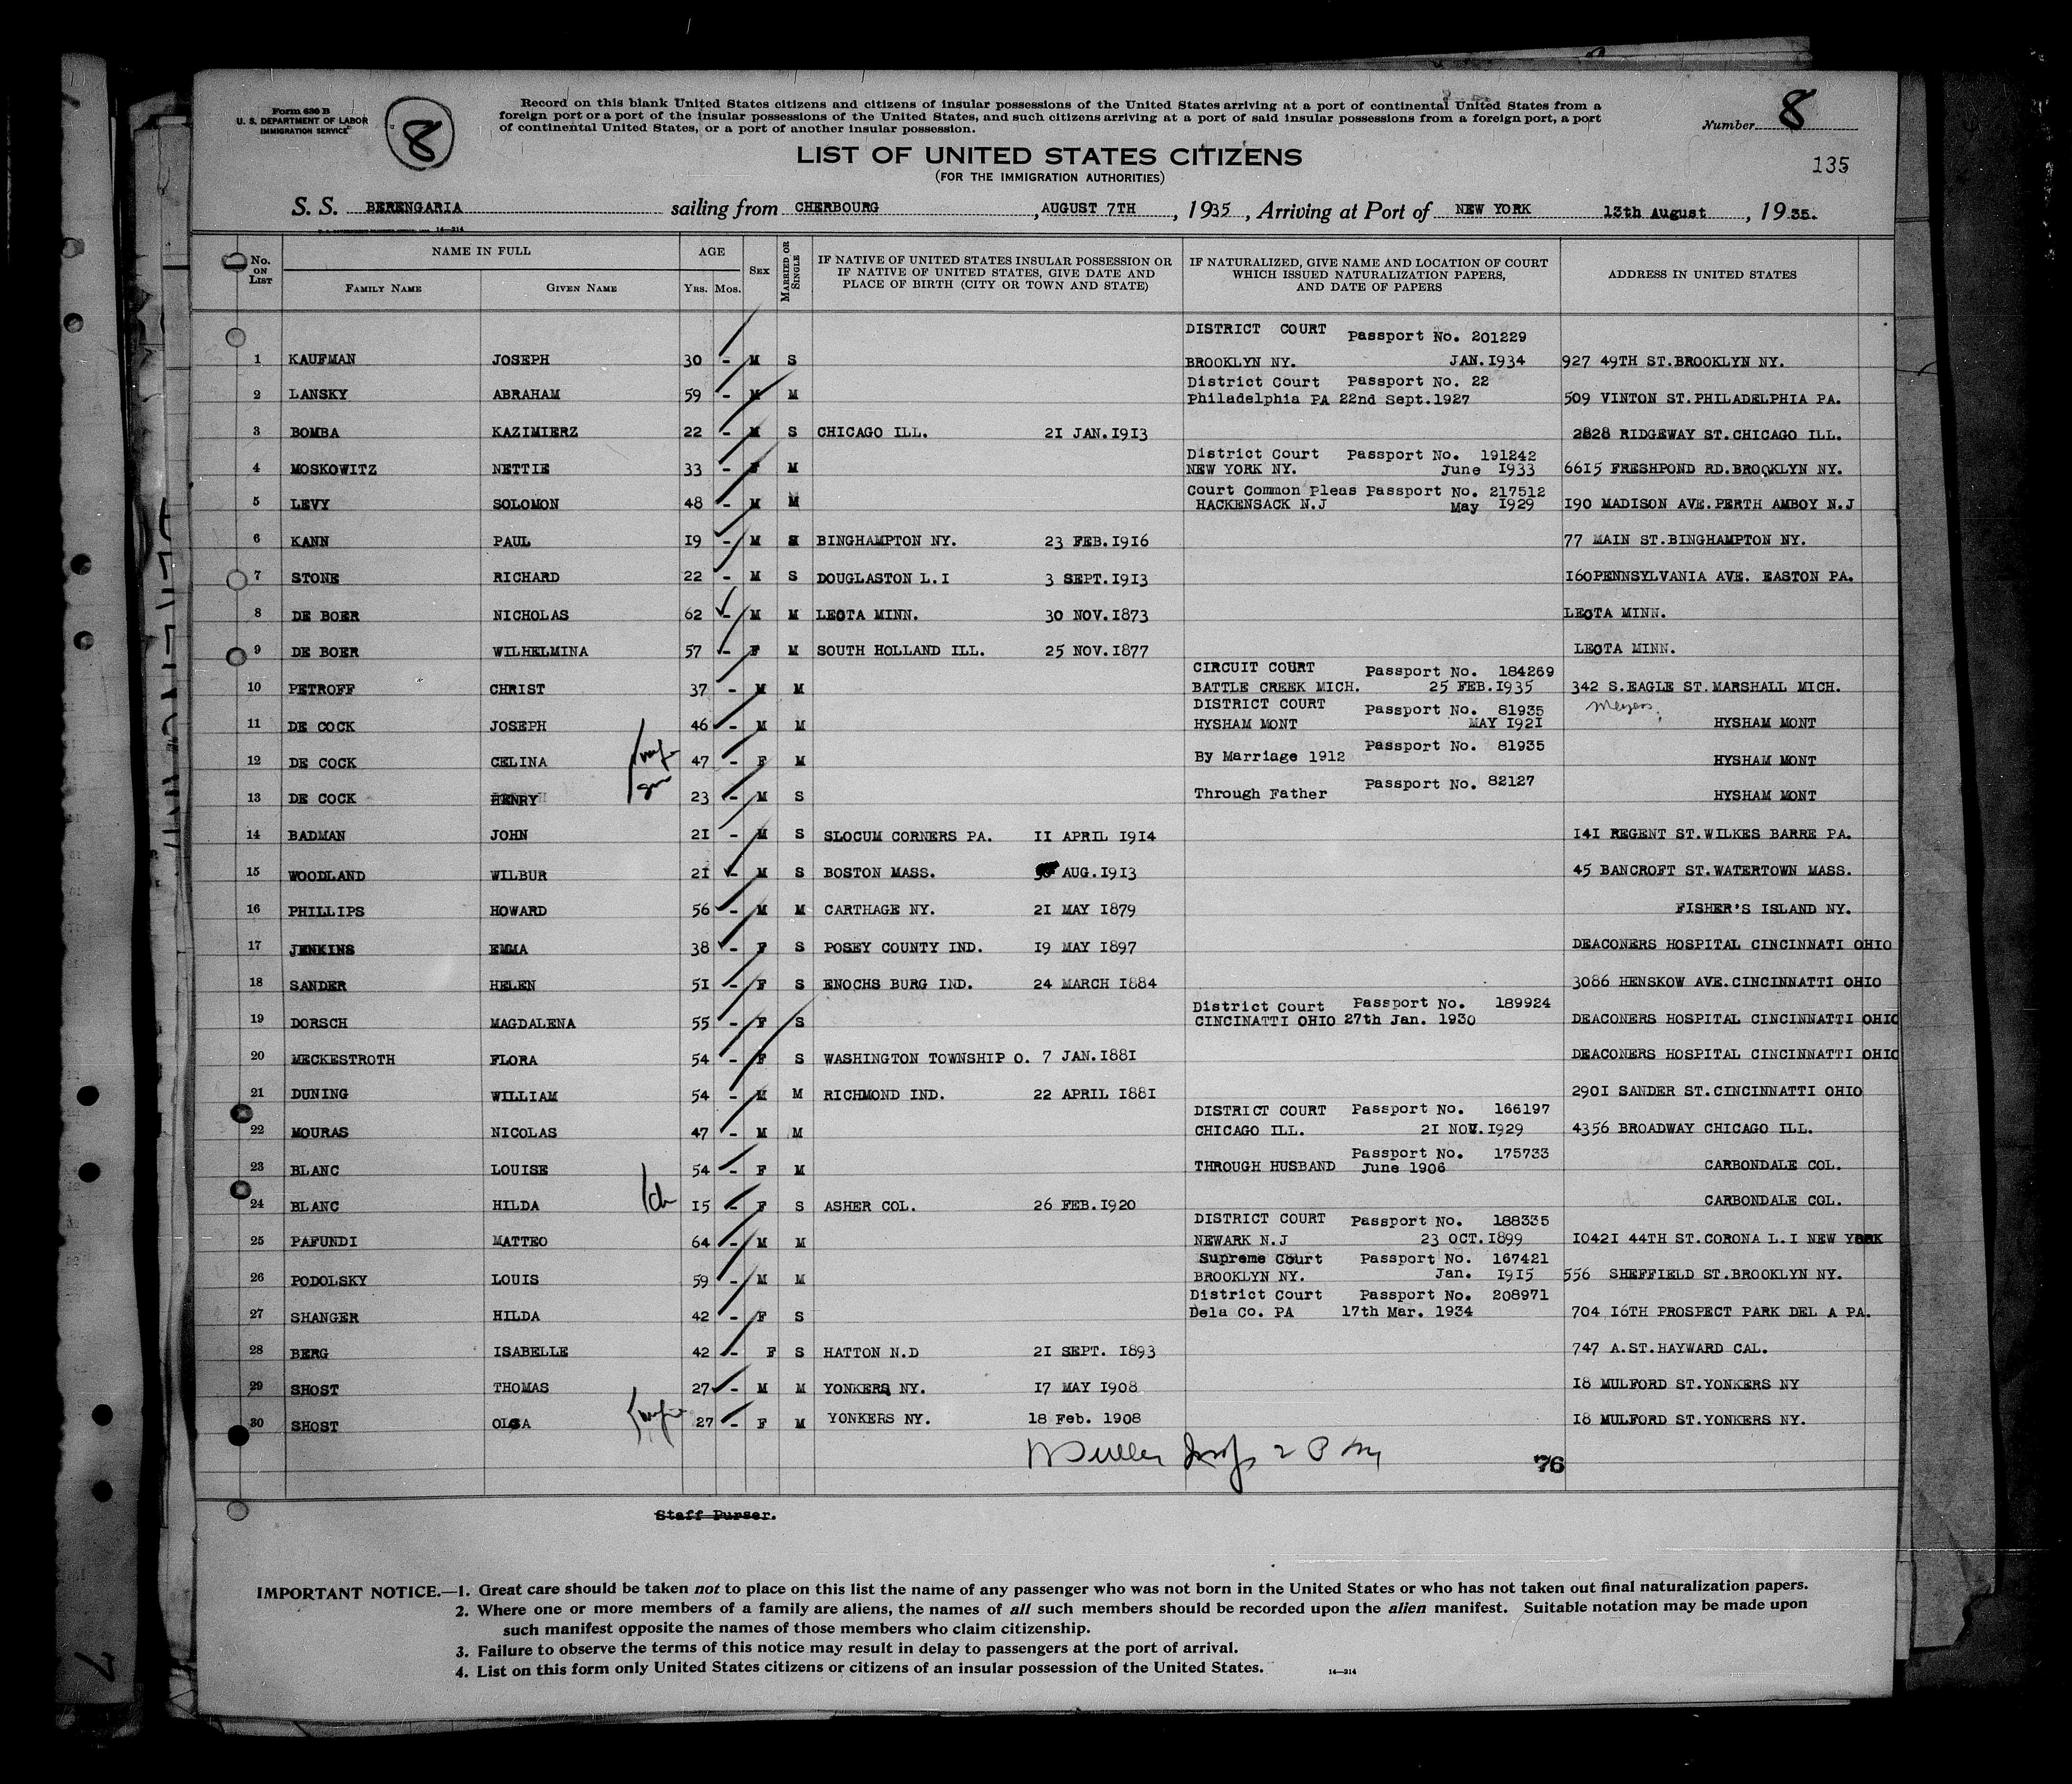 Form 630 B
U. S. DEPARTMENT OF LABOR
IMMIGRATION SERVICE
8
Record on this blank United States citizens and citizens of insular possessions of the United States arriving at a port of continental United States from a
foreign port or a port of the insular possessions of the United States, and such citizens arriving at a port of said insular possessions from a foreign port, a port
of continental United States, or a port of another insular possession.
Number 8
LIST OF UNITED STATES CITIZENS
(FOR THE IMMIGRATION AUTHORITIES)
135
S. S. BERENGARIA sailing from CHERBOURG , AUGUST 7TH , 1935 , Arriving at Port of NEW YORK 13th August , 1935.
14—214
No. ON LIST NAME IN FULL AGE SEX MARRIED OR SINGLE IF NATIVE OF UNITED STATES INSULAR POSSESSION OR IF NATIVE OF UNITED STATES, GIVE DATE AND PLACE OF BIRTH (CITY OR TOWN AND STATE) IF NATURALIZED, GIVE NAME AND LOCATION OF COURT WHICH ISSUED NATURALIZATION PAPERS, AND DATE OF PAPERS ADDRESS IN UNITED STATES
FAMILY NAME GIVEN NAME YRS. MOS.
DISTRICT COURT Passport No. 201229
1 KAUFMAN JOSEPH 30 - M S BROOKLYN NY. JAN.1934 927 49TH ST.BROOKLYN NY.
District Court Passport No. 22
2 LANSKY ABRAHAM 59 - M M Philadelphia PA 22nd Sept.1927 509 VINTON ST.PHILADELPHIA PA.
3 BOMBA KAZIMIERZ 22 - M S CHICAGO ILL. 21 JAN.1913 2828 RIDGEWAY ST.CHICAGO ILL.
District Court Passport No. 191242
4 MOSKOWITZ NETTIE 33 - F M NEW YORK NY. June 1933 6615 FRESHPOND RD.BROOKLYN NY.
Court Common Pleas Passport No. 217512
5 LEVY SOLOMON 48 - M M HACKENSACK N.J May 1929 190 MADISON AVE.PERTH AMBOY N.J
6 KANN PAUL 19 - M S BINGHAMPTON NY. 23 FEB.1916 77 MAIN ST.BINGHAMPTON NY.
7 STONE RICHARD 22 - M S DOUGLASTON L.I 3 SEPT.1913 160PENNSYLVANIA AVE. EASTON PA.
8 DE BOER NICHOLAS 62 - M M LEOTA MINN. 30 NOV.1873 LEOTA MINN.
9 DE BOER WILHELMINA 57 - F M SOUTH HOLLAND ILL. 25 NOV.1877 LEOTA MINN.
CIRCUIT COURT Passport No. 184269
10 PETROFF CHRIST 37 - M M BATTLE CREEK MICH. 25 FEB.1935 342 S.EAGLE ST.MARSHALL MICH.
DISTRICT COURT Passport No. 81935 Meyers,
11 DE COCK JOSEPH 46 - M M HYSHAM MONT MAY 1921 HYSHAM MONT
Passport No. 81935
12 DE COCK CELINA 47 - F M By Marriage 1912 HYSHAM MONT
Passport No. 82127
13 DE COCK HENRY 23 - M S Through Father HYSHAM MONT
14 BADMAN JOHN 21 - M S SLOCUM CORNERS PA. 11 APRIL 1914 141 REGENT ST.WILKES BARRE PA.
15 WOODLAND WILBUR 21 - M S BOSTON MASS. AUG.1913 45 BANCROFT ST.WATERTOWN MASS.
16 PHILLIPS HOWARD 56 - M M CARTHAGE NY. 21 MAY 1879 FISHER'S ISLAND NY.
17 JENKINS EMMA 38 - F S POSEY COUNTY IND. 19 MAY 1897 DEACONERS HOSPITAL CINCINNATI OHIO
18 SANDER HELEN 51 - F S ENOCHS BURG IND. 24 MARCH 1884 3086 HENSKOW AVE.CINCINNATTI OHIO
District Court Passport No. 189924
19 DORSCH MAGDALENA 55 - F S CINCINATTI OHIO 27th Jan. 1930 DEACONERS HOSPITAL CINCINNATTI OHIO
20 MECKESTROTH FLORA 54 - F S WASHINGTON TOWNSHIP O. 7 JAN.1881 DEACONERS HOSPITAL CINCINNATTI OHIO
21 DUNING WILLIAM 54 - M M RICHMOND IND. 22 APRIL 1881 2901 SANDER ST.CINCINNATTI OHIO
DISTRICT COURT Passport No. 166197
22 MOURAS NICOLAS 47 - M M CHICAGO ILL. 21 NOV.1929 4356 BROADWAY CHICAGO ILL.
Passport No. 175733
23 BLANC LOUISE 54 - F M THROUGH HUSBAND June 1906 CARBONDALE COL.
24 BLANC HILDA ch 15 - F S ASHER COL. 26 FEB.1920 CARBONDALE COL.
DISTRICT COURT Passport No. 188335
25 PAFUNDI MATTEO 64 - M M NEWARK N.J 23 OCT.1899 10421 44TH ST.CORONA L.I NEW YORK
Supreme Court Passport No. 167421
26 PODOLSKY LOUIS 59 - M M BROOKLYN NY. Jan. 1915 556 SHEFFIELD ST.BROOKLYN NY.
District Court Passport No. 208971
27 SHANGER HILDA 42 - F S Dela Co. PA 17th Mar. 1934 704 16TH PROSPECT PARK DEL A PA.
28 BERG ISABELLE 42 - F S HATTON N.D 21 SEPT. 1893 747 A.ST.HAYWARD CAL.
29 SHOST THOMAS 27 - M M YONKERS NY. 17 MAY 1908 18 MULFORD ST.YONKERS NY
30 SHOST OLGA 27 - F M YONKERS NY. 18 Feb. 1908 18 MULFORD ST.YONKERS NY.
76
Staff Purser.
IMPORTANT NOTICE.—1. Great care should be taken not to place on this list the name of any passenger who was not born in the United States or who has not taken out final naturalization papers.
2. Where one or more members of a family are aliens, the names of all such members should be recorded upon the alien manifest. Suitable notation may be made upon
such manifest opposite the names of those members who claim citizenship.
3. Failure to observe the terms of this notice may result in delay to passengers at the port of arrival.
4. List on this form only United States citizens or citizens of an insular possession of the United States.
14—214